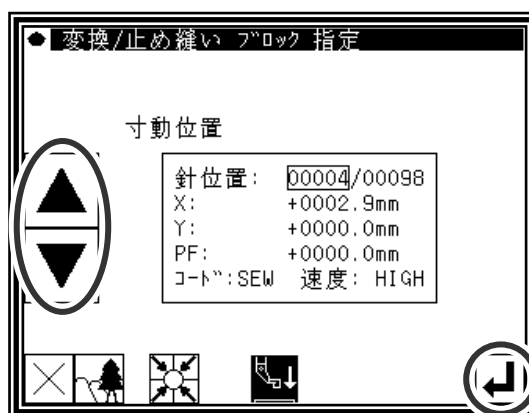 変換/止め縫い ブロック 指定
寸動位置
針位置: 00004/00098
X: +0002.9mm
Y: +0000.0mm
PF: +0000.0mm
コード:SEW 速度: HIGH